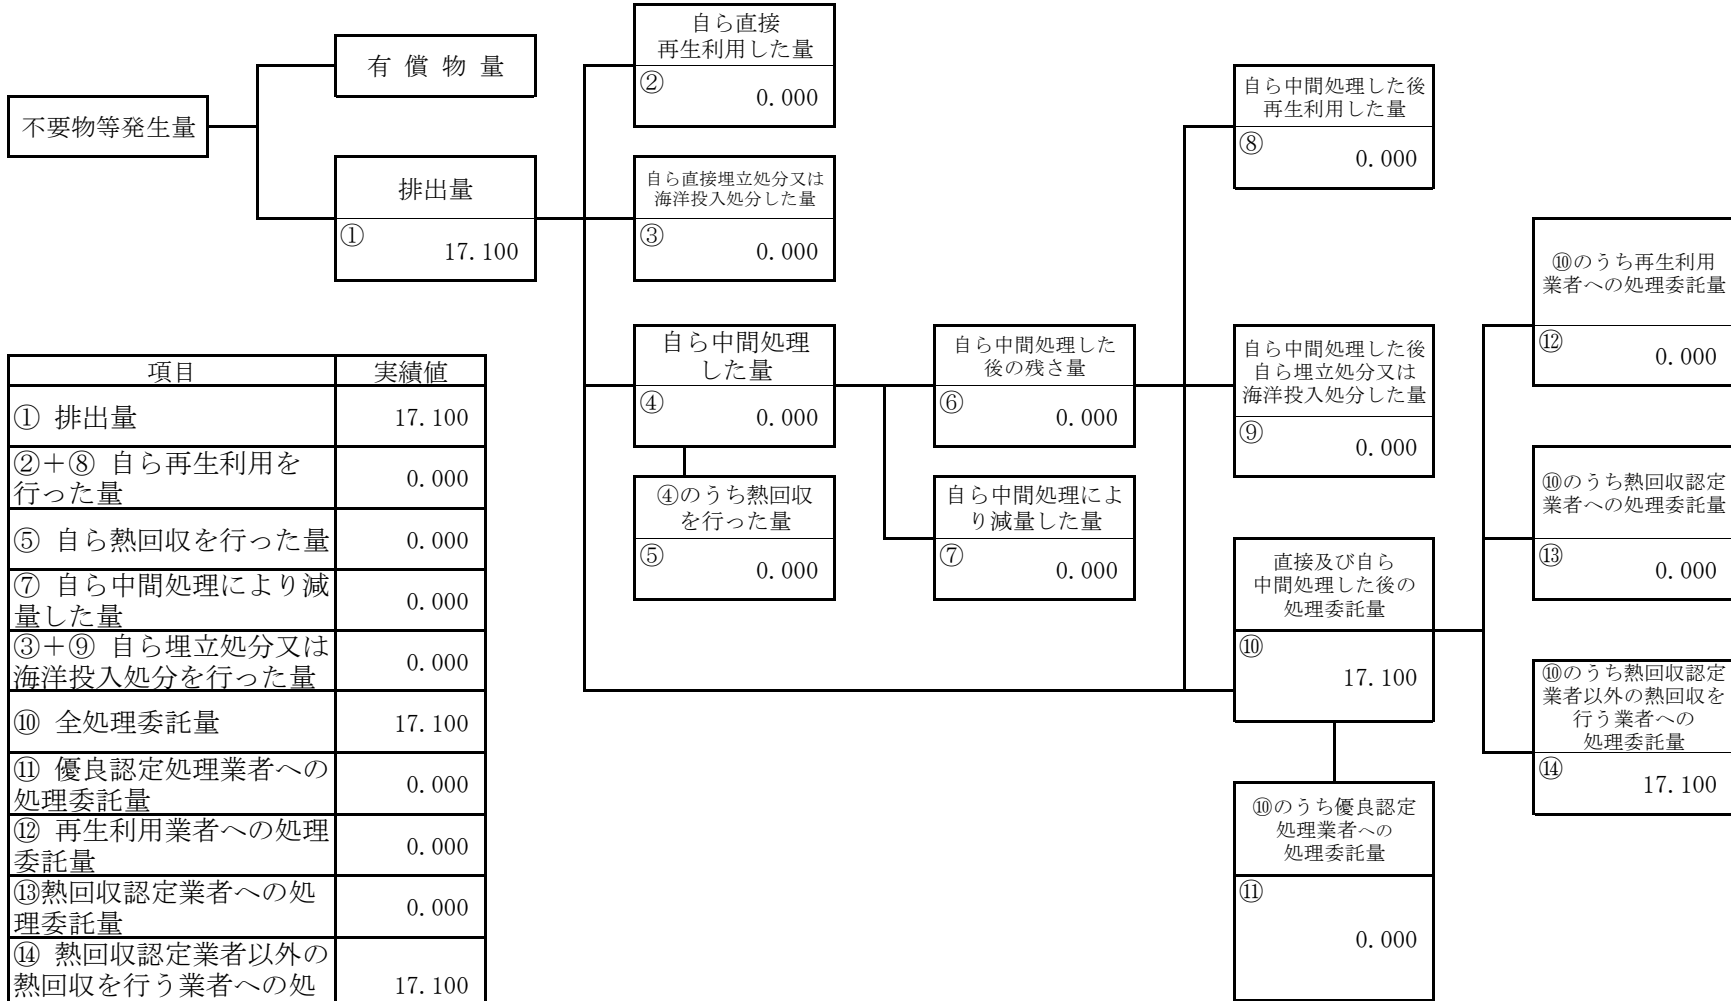 不要物等発生量
有 償 物 量
排出量
①
17.100
自ら直接
再生利用した量
②
0.000
自ら直接埋立処分又は
海洋投入処分した量
③
0.000
自ら中間処理
した量
④
0.000
④のうち熱回収
を行った量
⑤
0.000
自ら中間処理した
後の残さ量
⑥
0.000
自ら中間処理によ
り減量した量
⑦
0.000
自ら中間処理した後
再生利用した量
⑧
0.000
自ら中間処理した後
自ら埋立処分又は
海洋投入処分した量
⑨
0.000
直接及び自ら
中間処理した後の
処理委託量
⑩
17.100
⑩のうち優良認定
処理業者への
処理委託量
⑪
0.000
⑩のうち再生利用
業者への処理委託量
⑫
0.000
⑩のうち熱回収認定
業者への処理委託量
⑬
0.000
⑩のうち熱回収認定
業者以外の熱回収を
行う業者への
処理委託量
⑭
17.100
項目 実績値
① 排出量 17.100
②＋⑧ 自ら再生利用を
行った量 0.000
⑤ 自ら熱回収を行った量 0.000
⑦ 自ら中間処理により減
量した量 0.000
③＋⑨ 自ら埋立処分又は
海洋投入処分を行った量 0.000
⑩ 全処理委託量 17.100
⑪ 優良認定処理業者への
処理委託量 0.000
⑫ 再生利用業者への処理
委託量 0.000
⑬熱回収認定業者への処
理委託量 0.000
⑭ 熱回収認定業者以外の
熱回収を行う業者への処 17.100